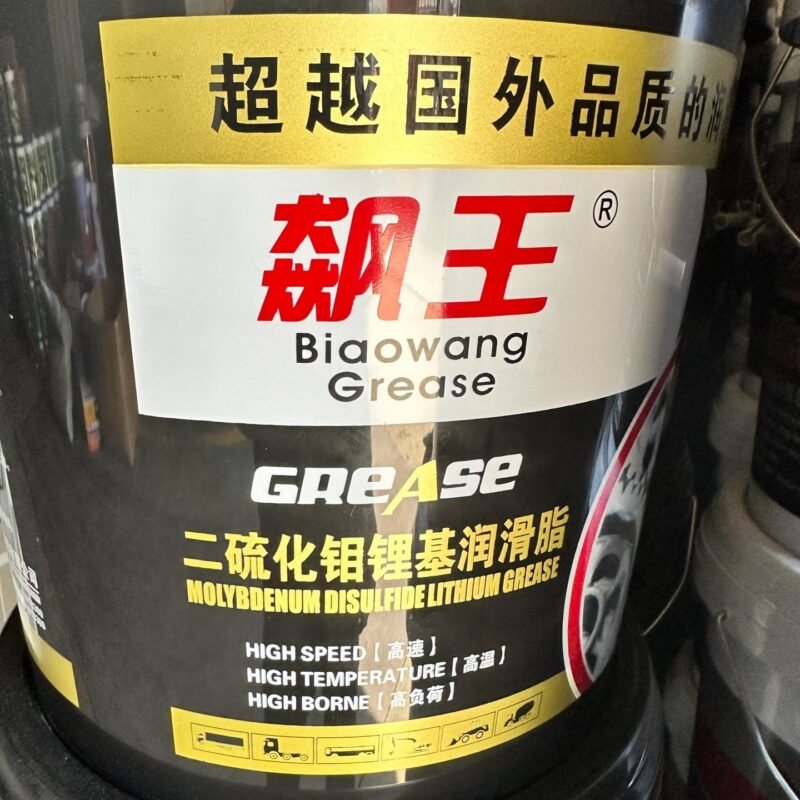 超越国外品质的润
飙王®
Biaowang
Grease
GREASE
二硫化钼锂基润滑脂
MOLYBDENUM DISULFIDE LITHIUM GREASE
HIGH SPEED【高速】
HIGH TEMPERATURE【高温】
HIGH BORNE【高负荷】